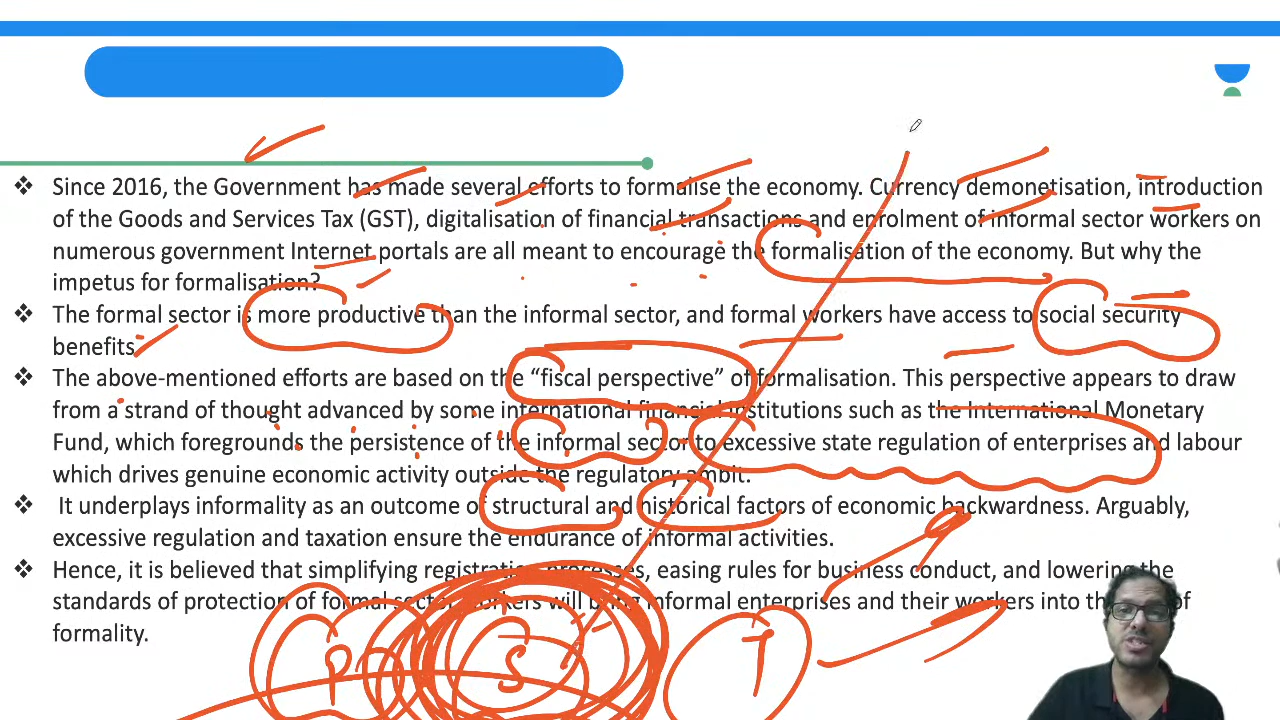 ❖ Since 2016, the Government has made several efforts to formalise the economy. Currency demonetisation, introduction
of the Goods and Services Tax (GST), digitalisation of financial transactions and enrolment of informal sector workers on
numerous government Internet portals are all meant to encourage the formalisation of the economy. But why the
impetus for formalisation?
❖ The formal sector is more productive than the informal sector, and formal workers have access to social security
benefits.
❖ The above-mentioned efforts are based on the “fiscal perspective” of formalisation. This perspective appears to draw
from a strand of thought advanced by some international financial institutions such as the International Monetary
Fund, which foregrounds the persistence of the informal sector to excessive state regulation of enterprises and labour
which drives genuine economic activity outside the regulatory ambit.
❖ It underplays informality as an outcome of structural and historical factors of economic backwardness. Arguably,
excessive regulation and taxation ensure the endurance of informal activities.
❖ Hence, it is believed that simplifying registration processes, easing rules for business conduct, and lowering the
standards of protection of formal sector workers will bring informal enterprises and their workers into the of
formality.
P S T